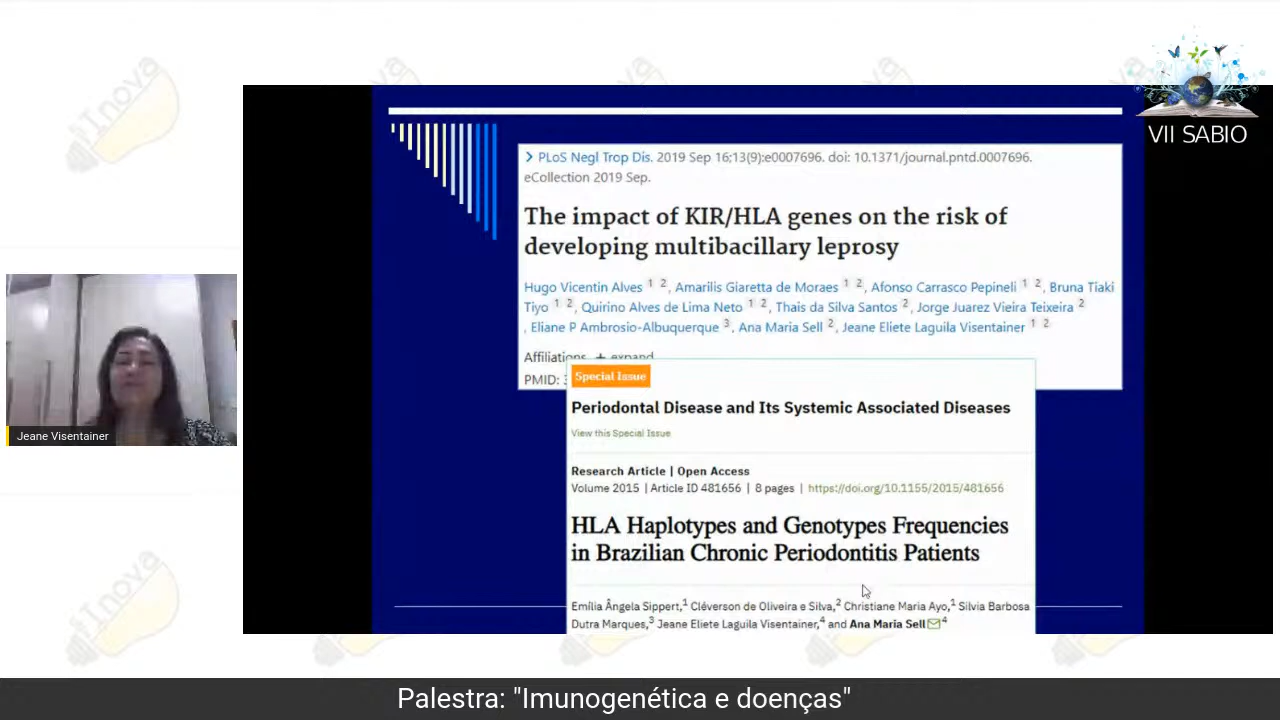 VII SABIO
> PLoS Negl Trop Dis. 2019 Sep 16;13(9):e0007696. doi: 10.1371/journal.pntd.0007696.
eCollection 2019 Sep.
The impact of KIR/HLA genes on the risk of
developing multibacillary leprosy
Hugo Vicentin Alves 1 2, Amarilis Giaretta de Moraes 1 2, Afonso Carrasco Pepineli 1 2, Bruna Tiaki
Tiyo 1 2, Quirino Alves de Lima Neto 1 2, Thais da Silva Santos 2, Jorge Juarez Vieira Teixeira 2
, Eliane P Ambrosio-Albuquerque 3, Ana Maria Sell 2, Jeane Eliete Laguila Visentainer 1 2
Affiliations + expand
PMID:
Special Issue
Periodontal Disease and Its Systemic Associated Diseases
View this Special Issue
Research Article | Open Access
Volume 2015 | Article ID 481656 | 8 pages | https://doi.org/10.1155/2015/481656
HLA Haplotypes and Genotypes Frequencies
in Brazilian Chronic Periodontitis Patients
Emília Ângela Sippert,1 Cléverson de Oliveira e Silva,2 Christiane Maria Ayo,1 Silvia Barbosa
Dutra Marques,3 Jeane Eliete Laguila Visentainer,4 and Ana Maria Sell 4
Jeane Visentainer
Inova
Inova
Palestra: "Imunogenética e doenças"